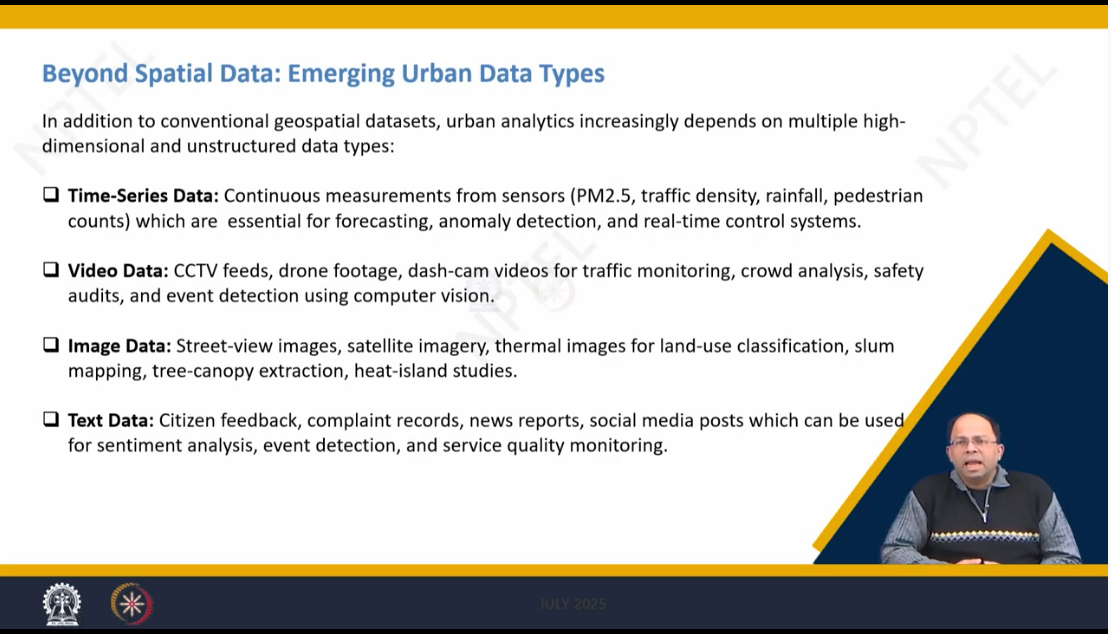 Beyond Spatial Data: Emerging Urban Data Types
In addition to conventional geospatial datasets, urban analytics increasingly depends on multiple high-
dimensional and unstructured data types:
❑ Time-Series Data: Continuous measurements from sensors (PM2.5, traffic density, rainfall, pedestrian
counts) which are essential for forecasting, anomaly detection, and real-time control systems.
❑ Video Data: CCTV feeds, drone footage, dash-cam videos for traffic monitoring, crowd analysis, safety
audits, and event detection using computer vision.
❑ Image Data: Street-view images, satellite imagery, thermal images for land-use classification, slum
mapping, tree-canopy extraction, heat-island studies.
❑ Text Data: Citizen feedback, complaint records, news reports, social media posts which can be used
for sentiment analysis, event detection, and service quality monitoring.
NPTEL
NPTEL
NPTEL
JULY 2025